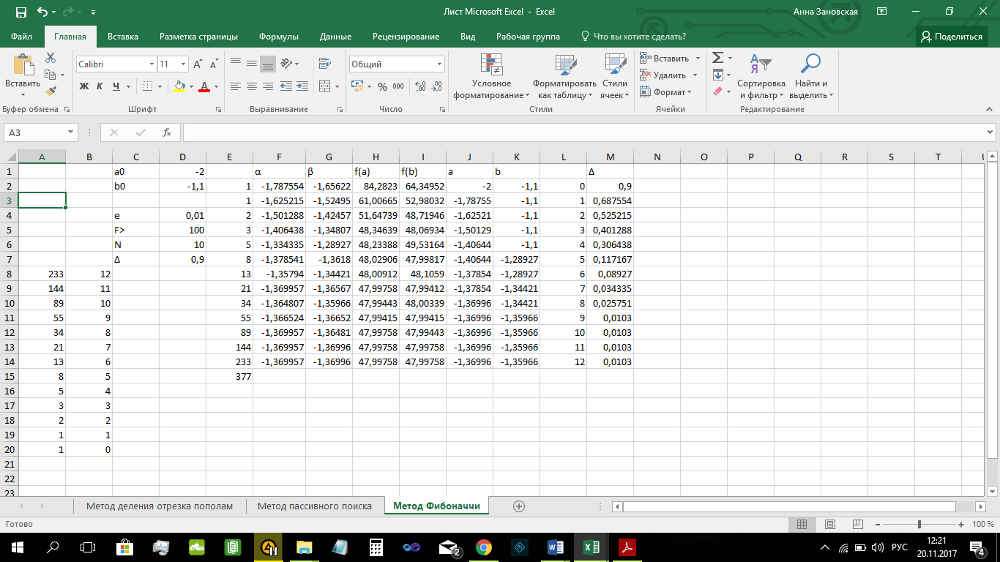 Лист Microsoft Excel - Excel
Анна Зановская
Файл Главная Вставка Разметка страницы Формулы Данные Рецензирование Вид Рабочая группа Что вы хотите сделать? Поделиться
Вставить
Calibri 11
Ж К Ч
Общий
% 000
Условное форматирование
Форматировать как таблицу
Стили ячеек
Вставить
Удалить
Формат
Сортировка и фильтр
Найти и выделить
Буфер обмена Шрифт Выравнивание Число Стили Ячейки Редактирование
A3 fx
A B C D E F G H I J K L M N O P Q R S T
1 a0 -2 α β f(a) f(b) a b Δ
2 b0 -1,1 1 -1,787554 -1,65622 84,2823 64,34952 -2 -1,1 0 0,9
3 1 -1,625215 -1,52495 61,00665 52,98032 -1,78755 -1,1 1 0,687554
4 e 0,01 2 -1,501288 -1,42457 51,64739 48,71946 -1,62521 -1,1 2 0,525215
5 F> 100 3 -1,406438 -1,34807 48,34639 48,06934 -1,50129 -1,1 3 0,401288
6 N 10 5 -1,334335 -1,28927 48,23388 49,53164 -1,40644 -1,1 4 0,306438
7 Δ 0,9 8 -1,378541 -1,3618 48,02906 47,99817 -1,40644 -1,28927 5 0,117167
8 233 12 13 -1,35794 -1,34421 48,00912 48,1059 -1,37854 -1,28927 6 0,08927
9 144 11 21 -1,369957 -1,36567 47,99758 47,99412 -1,37854 -1,34421 7 0,034335
10 89 10 34 -1,364807 -1,35966 47,99443 48,00339 -1,36996 -1,34421 8 0,025751
11 55 9 55 -1,366524 -1,36652 47,99415 47,99415 -1,36996 -1,35966 9 0,0103
12 34 8 89 -1,369957 -1,36481 47,99758 47,99443 -1,36996 -1,35966 10 0,0103
13 21 7 144 -1,369957 -1,36996 47,99758 47,99758 -1,36996 -1,35966 11 0,0103
14 13 6 233 -1,369957 -1,36996 47,99758 47,99758 -1,36996 -1,35966 12 0,0103
15 8 5 377
16 5 4
17 3 3
18 2 2
19 1 1
20 1 0
21
22
23
Метод деления отрезка пополам Метод пассивного поиска Метод Фибоначчи
Готово 100 %
2 РУС 12:21 4
20.11.2017